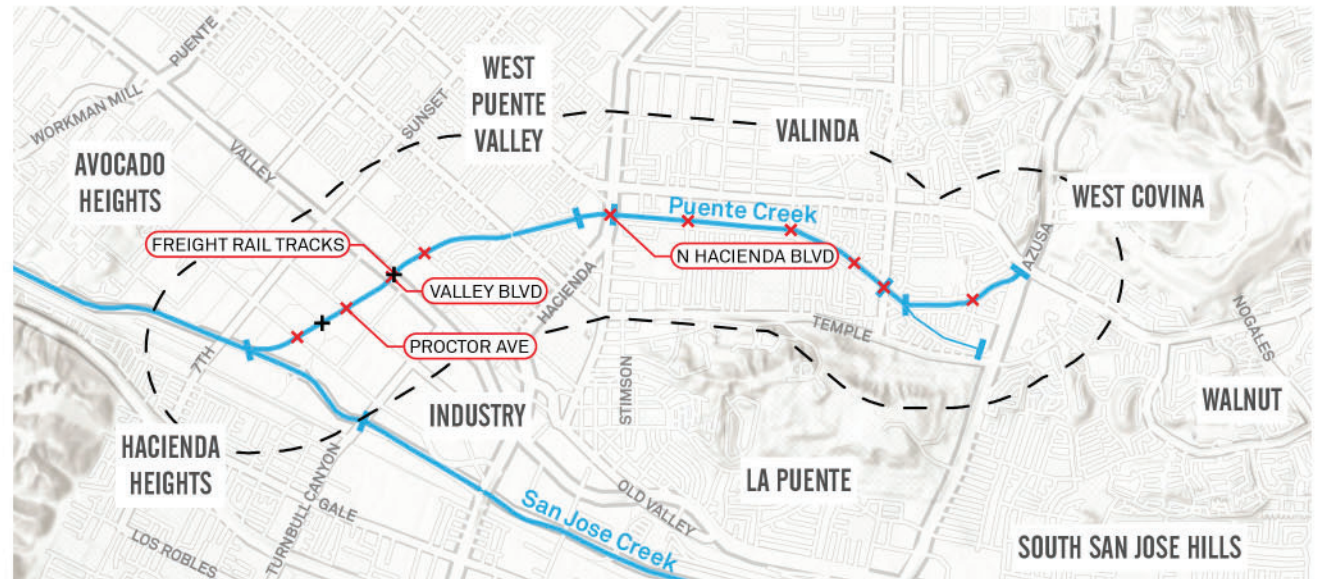 PUENTE
WORKMAN MILL
SUNSET
WEST
PUENTE
VALLEY
VALINDA
VALLEY
AVOCADO
HEIGHTS
WEST COVINA
Puente Creek
FREIGHT RAIL TRACKS
N HACIENDA BLVD
AZUSA
VALLEY BLVD
HACIENDA
NOGALES
TEMPLE
PROCTOR AVE
7TH
STIMSON
WALNUT
INDUSTRY
HACIENDA
HEIGHTS
TURNBULL CANYON
LA PUENTE
OLD VALLEY
GALE
San Jose Creek
LOS ROBLES
SOUTH SAN JOSE HILLS